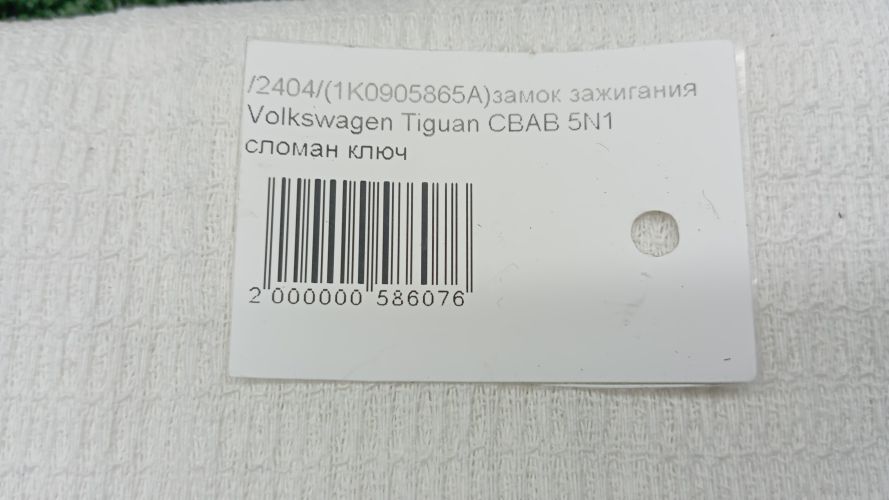 /2404/(1K0905865A)замок зажигания
Volkswagen Tiguan CBAB 5N1
сломан ключ
2 000000 586076